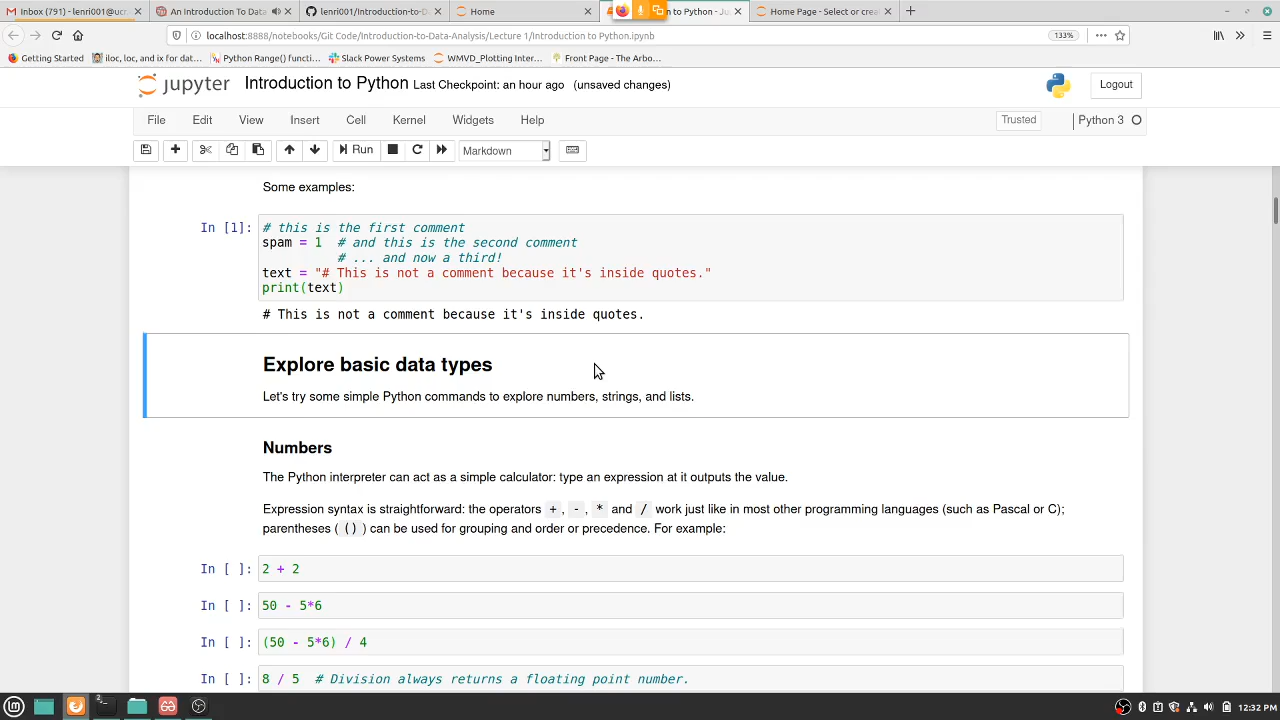 Inbox (791) - lenri001@ucr
An Introduction To Data
lenri001/Introduction-to-D
Home
n to Python - Ju
Home Page - Select or crea
localhost:8888/notebooks/Git Code/Introduction-to-Data-Analysis/Lecture 1/Introduction to Python.ipynb
133%
Getting Started
iloc, loc, and ix for dat...
Python Range() functi...
Slack Power Systems
WMVD_Plotting Inter...
Front Page - The Arbo...
jupyter Introduction to Python Last Checkpoint: an hour ago (unsaved changes)
Logout
File Edit View Insert Cell Kernel Widgets Help
Trusted
Python 3
Run
Markdown
Some examples:
In [1]: # this is the first comment
spam = 1 # and this is the second comment
# ... and now a third!
text = "# This is not a comment because it's inside quotes."
print(text)
# This is not a comment because it's inside quotes.
Explore basic data types
Let's try some simple Python commands to explore numbers, strings, and lists.
Numbers
The Python interpreter can act as a simple calculator: type an expression at it outputs the value.
Expression syntax is straightforward: the operators +, -, * and / work just like in most other programming languages (such as Pascal or C);
parentheses ( () ) can be used for grouping and order or precedence. For example:
In [ ]: 2 + 2
In [ ]: 50 - 5*6
In [ ]: (50 - 5*6) / 4
In [ ]: 8 / 5 # Division always returns a floating point number.
12:32 PM